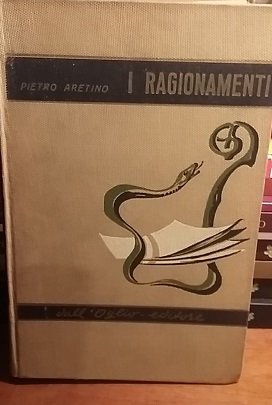 PIETRO ARETINO I RAGIONAMENTI
dall'Oglio - editore